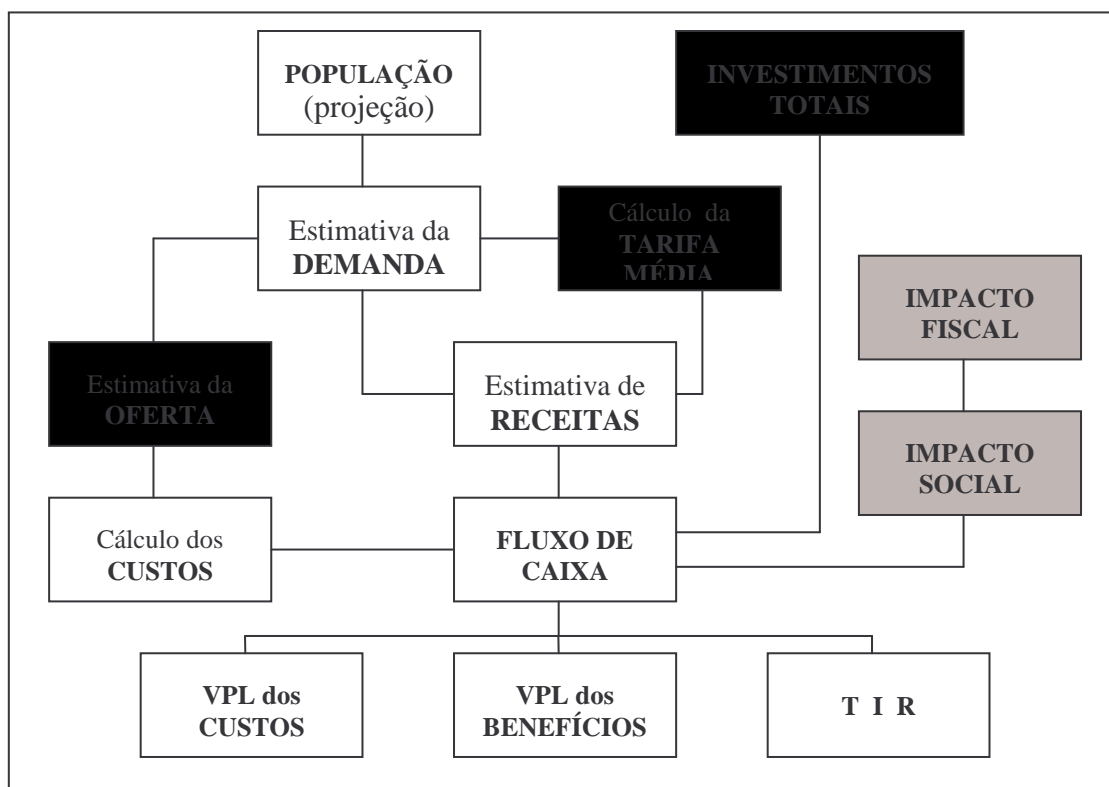 POPULAÇÃO
(projeção)
INVESTIMENTOS
TOTAIS
Estimativa da
DEMANDA
Cálculo da
TARIFA
MÉDIA
IMPACTO
FISCAL
Estimativa da
OFERTA
Estimativa de
RECEITAS
IMPACTO
SOCIAL
Cálculo dos
CUSTOS
FLUXO DE
CAIXA
VPL dos
CUSTOS
VPL dos
BENEFÍCIOS
T I R